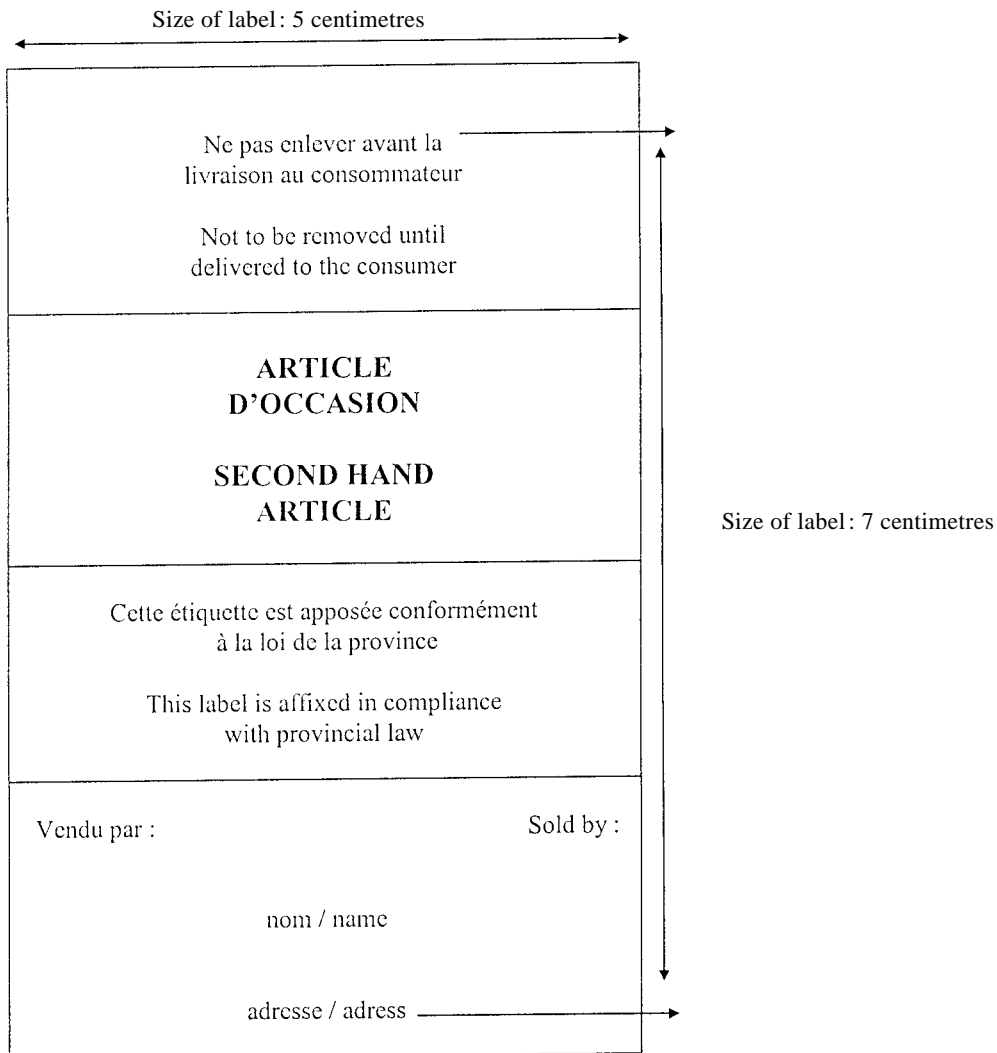 Size of label: 5 centimetres
Ne pas enlever avant la
livraison au consommateur
Not to be removed until
delivered to the consumer
ARTICLE
D'OCCASION
SECOND HAND
ARTICLE
Size of label: 7 centimetres
Cette étiquette est apposée conformément
à la loi de la province
This label is affixed in compliance
with provincial law
Vendu par : Sold by :
nom / name
adresse / adress